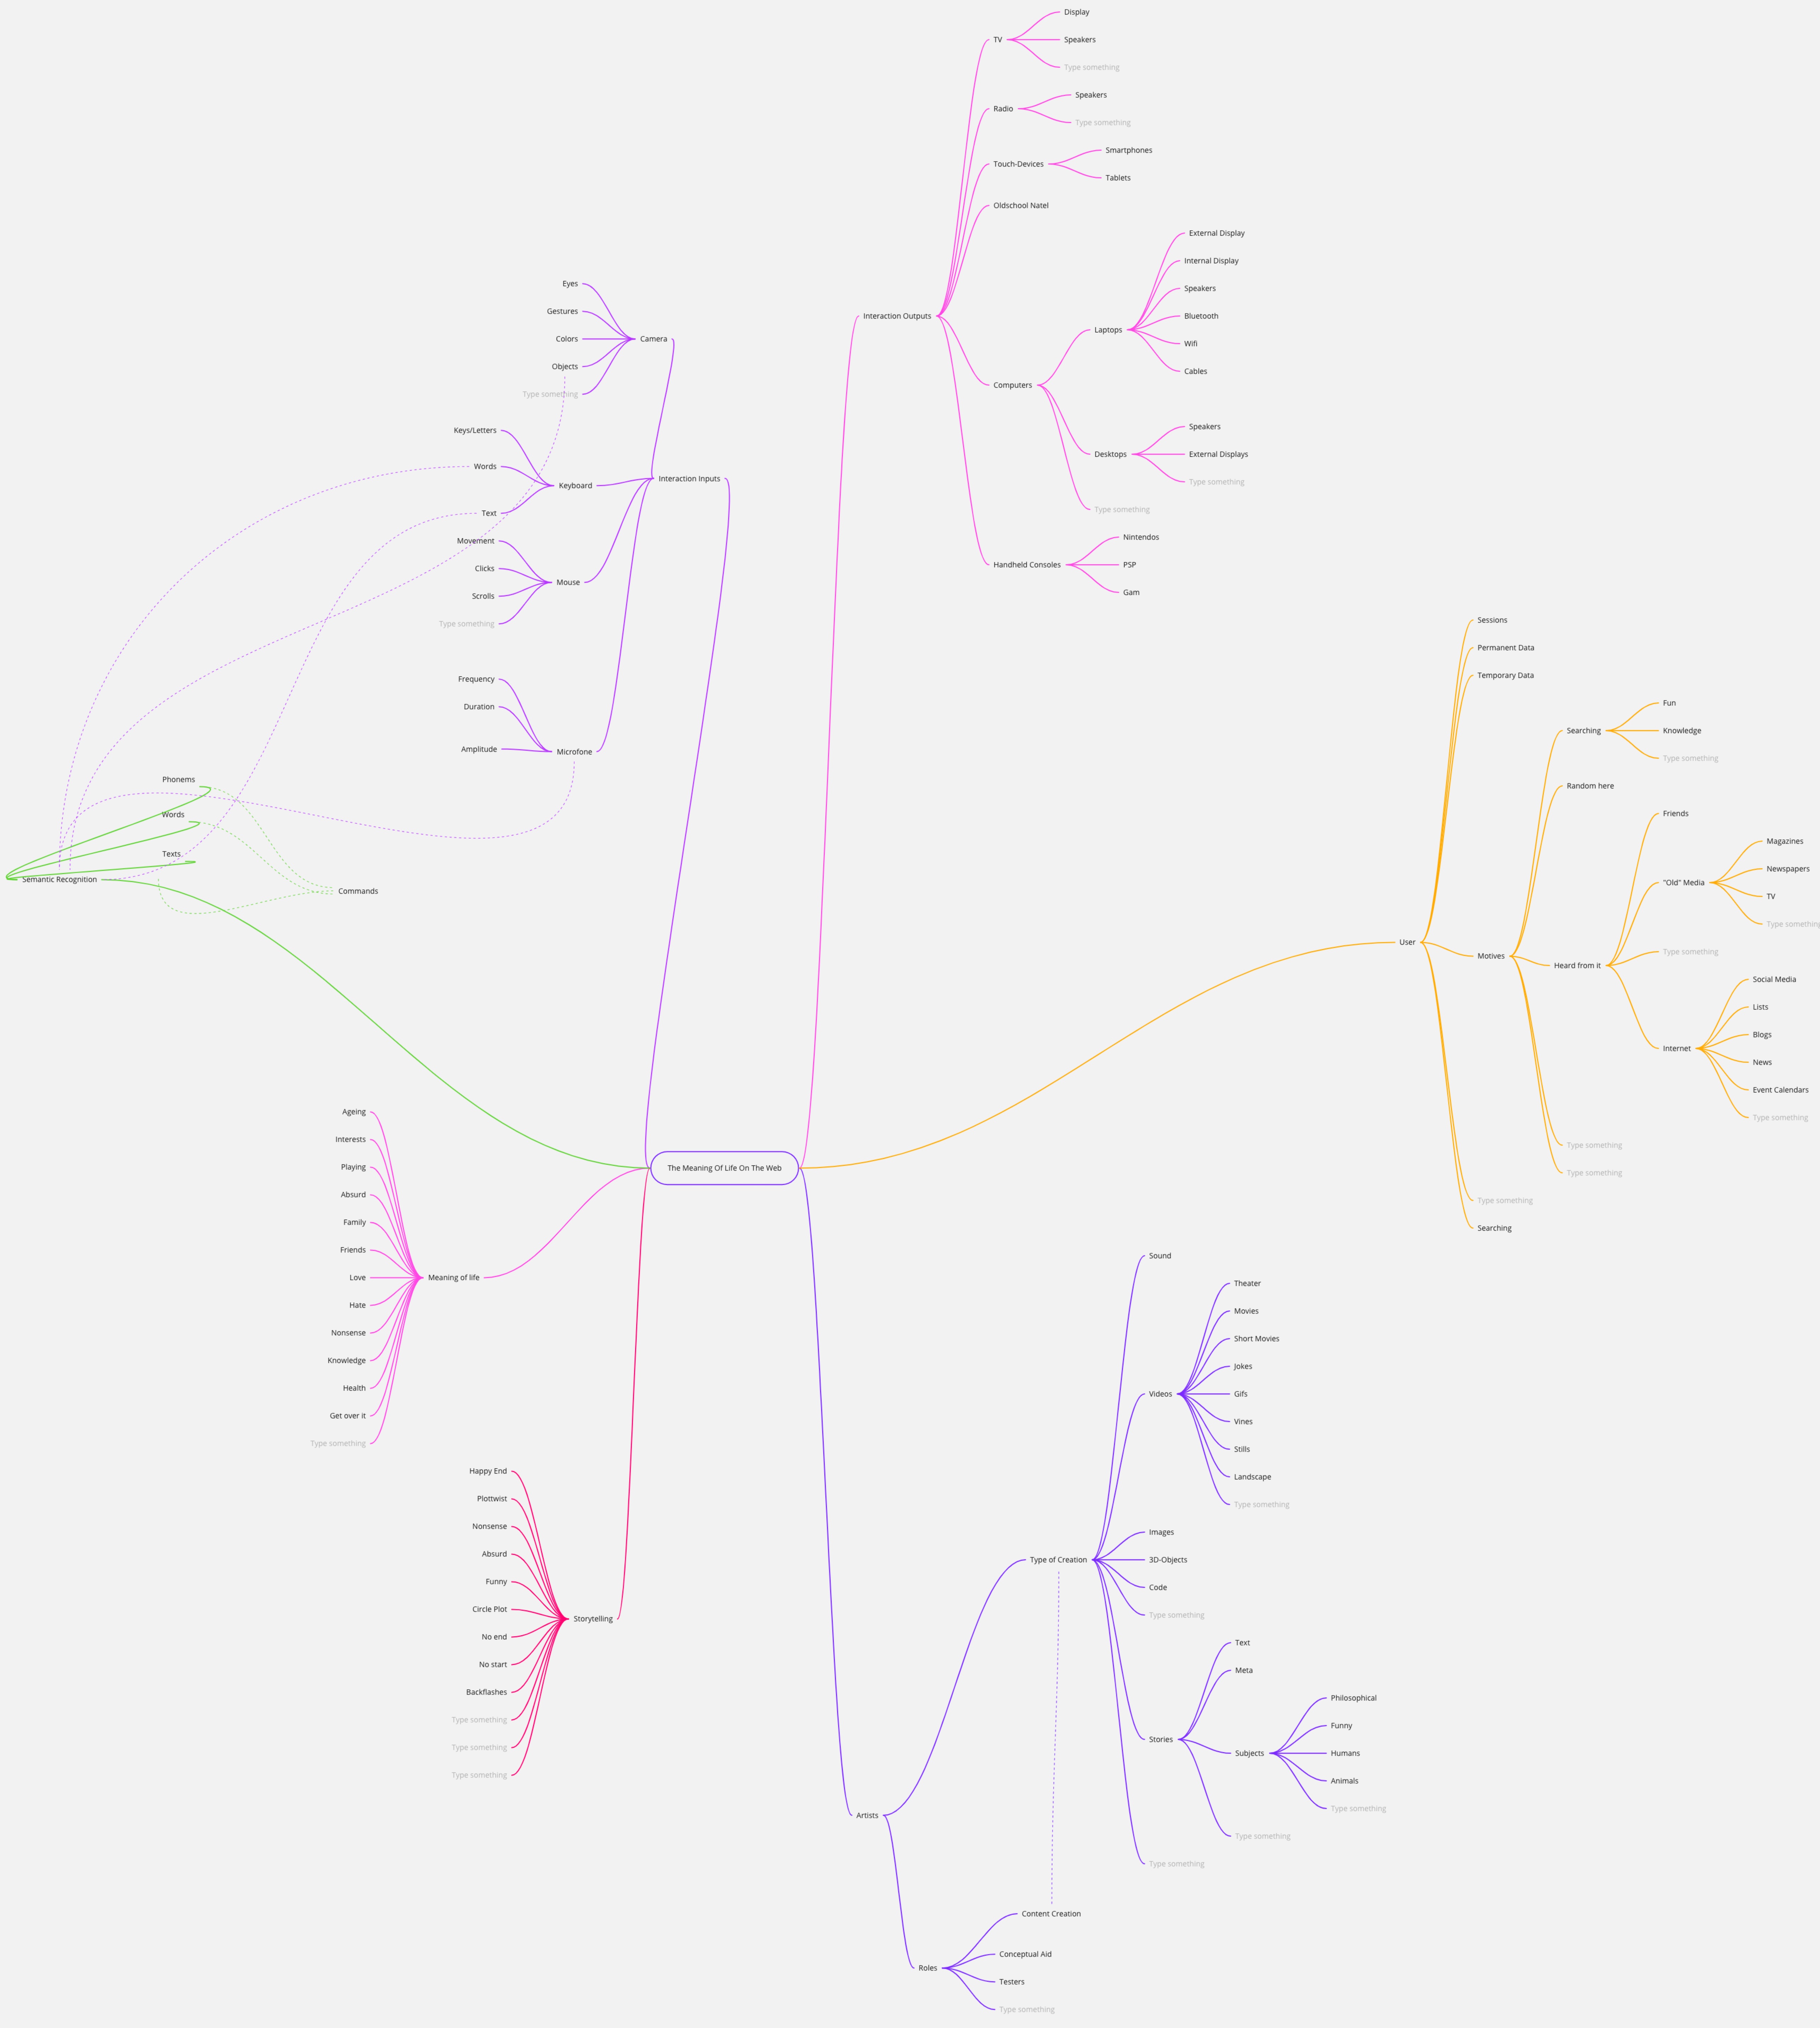 The Meaning Of Life On The Web
Interaction Outputs
TV
Display
Speakers
Type something
Radio
Speakers
Type something
Touch-Devices
Smartphones
Tablets
Oldschool Natel
Computers
Laptops
External Display
Internal Display
Speakers
Bluetooth
Wifi
Cables
Desktops
Speakers
External Displays
Type something
Type something
Handheld Consoles
Nintendos
PSP
Gam
User
Sessions
Permanent Data
Temporary Data
Motives
Searching
Fun
Knowledge
Type something
Random here
Heard from it
Friends
"Old" Media
Magazines
Newspapers
TV
Type something
Type something
Internet
Social Media
Lists
Blogs
News
Event Calendars
Type something
Type something
Type something
Type something
Searching
Artists
Type of Creation
Sound
Videos
Theater
Movies
Short Movies
Jokes
Gifs
Vines
Stills
Landscape
Type something
Images
3D-Objects
Code
Type something
Stories
Text
Meta
Subjects
Philosophical
Funny
Humans
Animals
Type something
Type something
Type something
Roles
Content Creation
Conceptual Aid
Testers
Type something
Interaction Inputs
Camera
Eyes
Gestures
Colors
Objects
Type something
Keyboard
Keys/Letters
Words
Text
Mouse
Movement
Clicks
Scrolls
Type something
Microfone
Frequency
Duration
Amplitude
Semantic Recognition
Phonems
Words
Texts
Commands
Meaning of life
Ageing
Interests
Playing
Absurd
Family
Friends
Love
Hate
Nonsense
Knowledge
Health
Get over it
Type something
Storytelling
Happy End
Plottwist
Nonsense
Absurd
Funny
Circle Plot
No end
No start
Backflashes
Type something
Type something
Type something